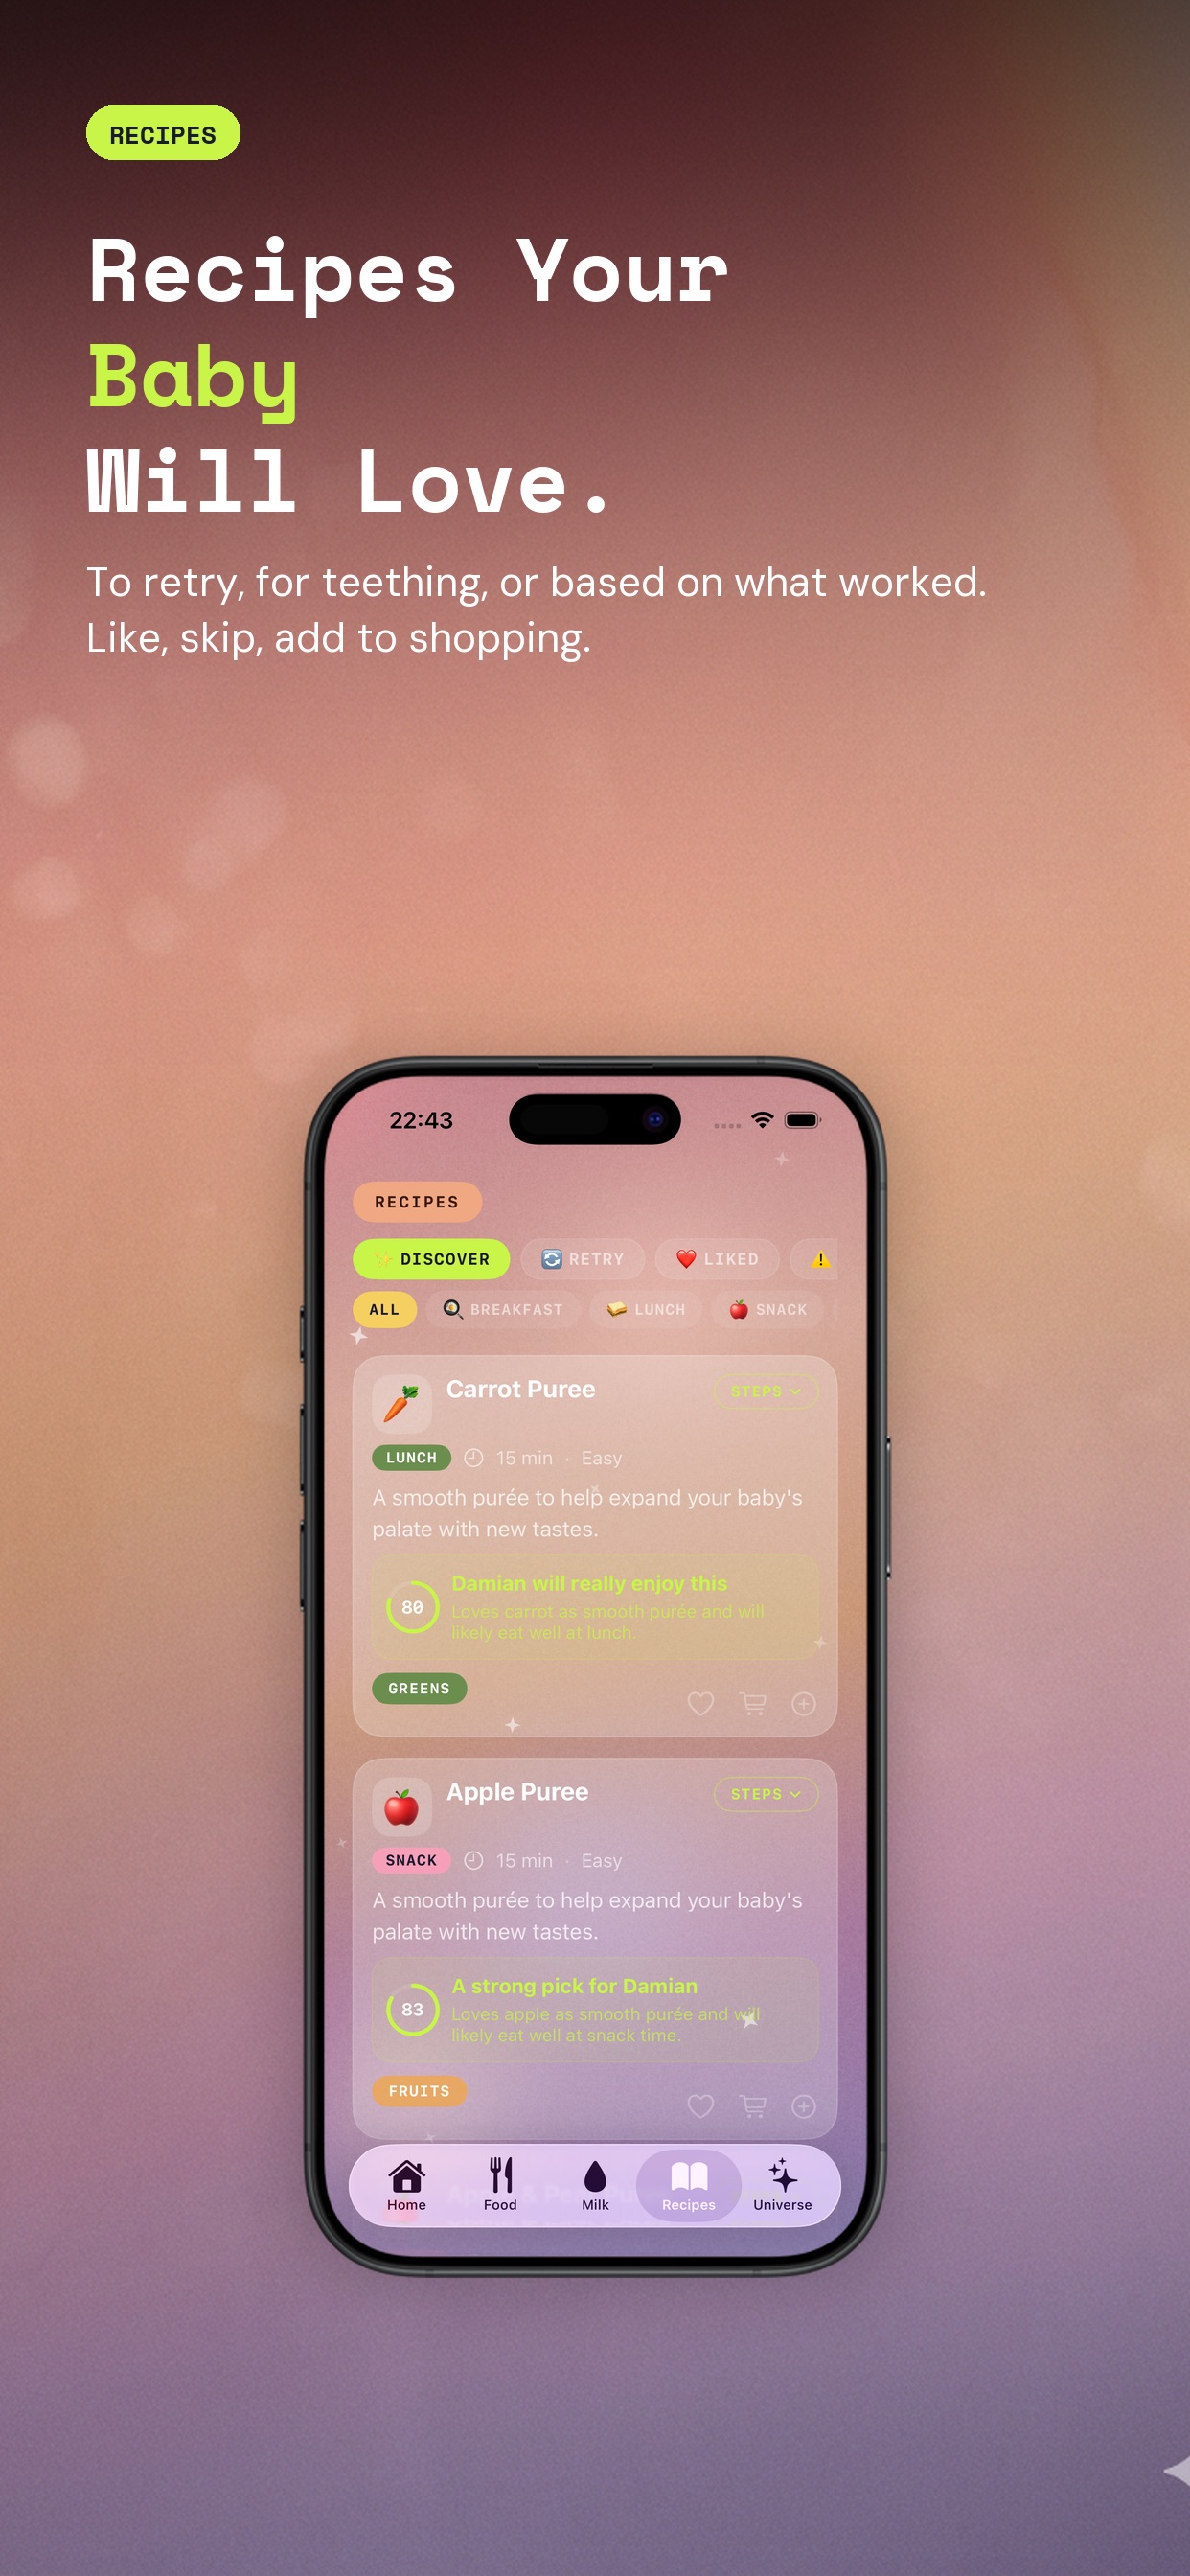 RECIPES
Recipes Your
Baby
Will Love.
To retry, for teething, or based on what worked.
Like, skip, add to shopping.
22:43
RECIPES
✨ DISCOVER 🔄 RETRY ❤️ LIKED ⚠️
ALL 🍳 BREAKFAST 🥪 LUNCH 🍎 SNACK
Carrot Puree STEPS
LUNCH 15 min · Easy
A smooth purée to help expand your baby's
palate with new tastes.
Damian will really enjoy this
80
Loves carrot as smooth purée and will
likely eat well at lunch.
GREENS
Apple Puree STEPS
SNACK 15 min · Easy
A smooth purée to help expand your baby's
palate with new tastes.
A strong pick for Damian
83
Loves apple as smooth purée and will
likely eat well at snack time.
FRUITS
Home Food Milk Recipes Universe